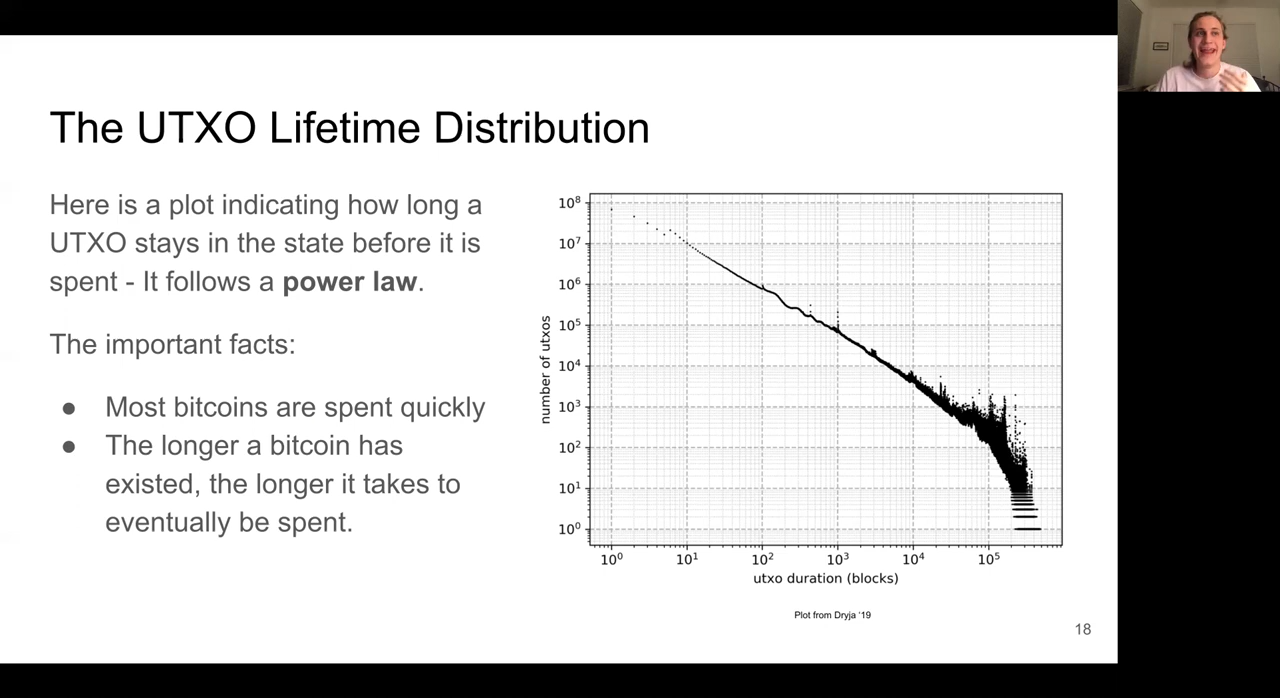 The UTXO Lifetime Distribution
Here is a plot indicating how long a
UTXO stays in the state before it is
spent - It follows a power law.
The important facts:
● Most bitcoins are spent quickly
● The longer a bitcoin has
existed, the longer it takes to
eventually be spent.
number of utxos
10⁸
10⁷
10⁶
10⁵
10⁴
10³
10²
10¹
10⁰
10⁰ 10¹ 10² 10³ 10⁴ 10⁵
utxo duration (blocks)
Plot from Dryja '19
18